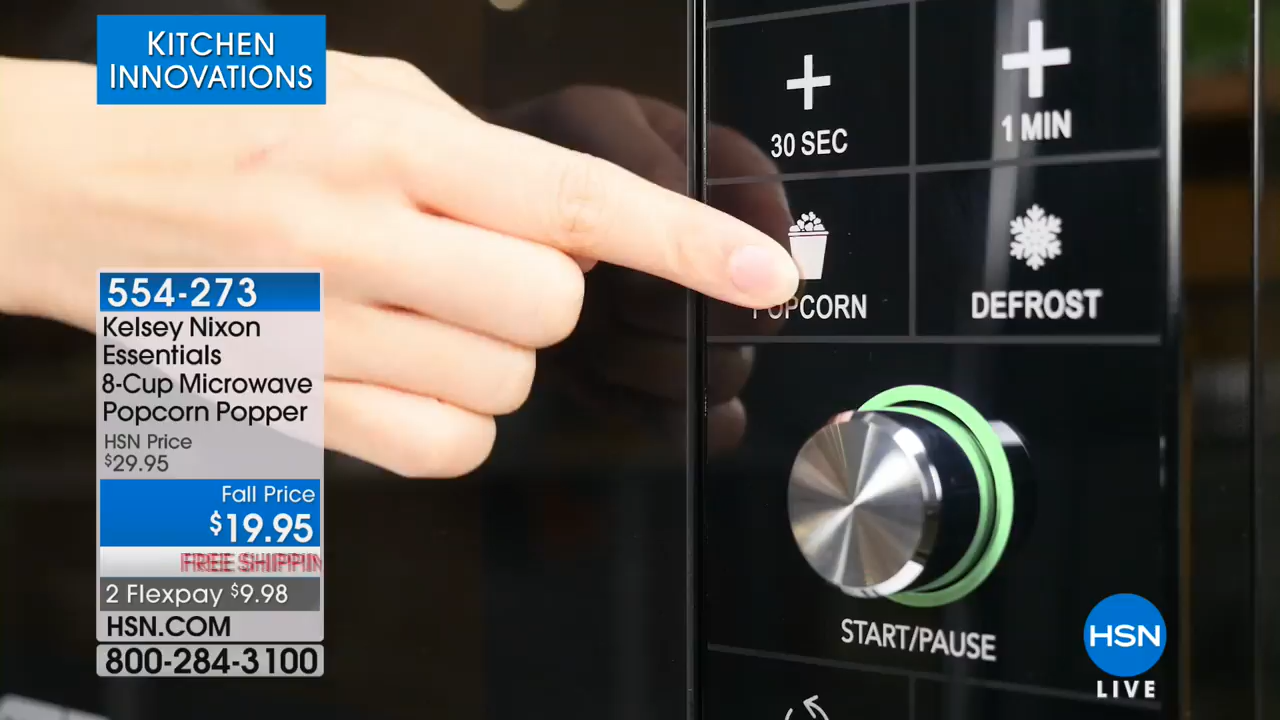 KITCHEN
INNOVATIONS
554-273
Kelsey Nixon
Essentials
8-Cup Microwave
Popcorn Popper
HSN Price
$29.95
Fall Price
$19.95
FREE SHIPPIN
2 Flexpay $9.98
HSN.COM
800-284-3100
30 SEC
1 MIN
POPCORN
DEFROST
START/PAUSE
HSN
LIVE